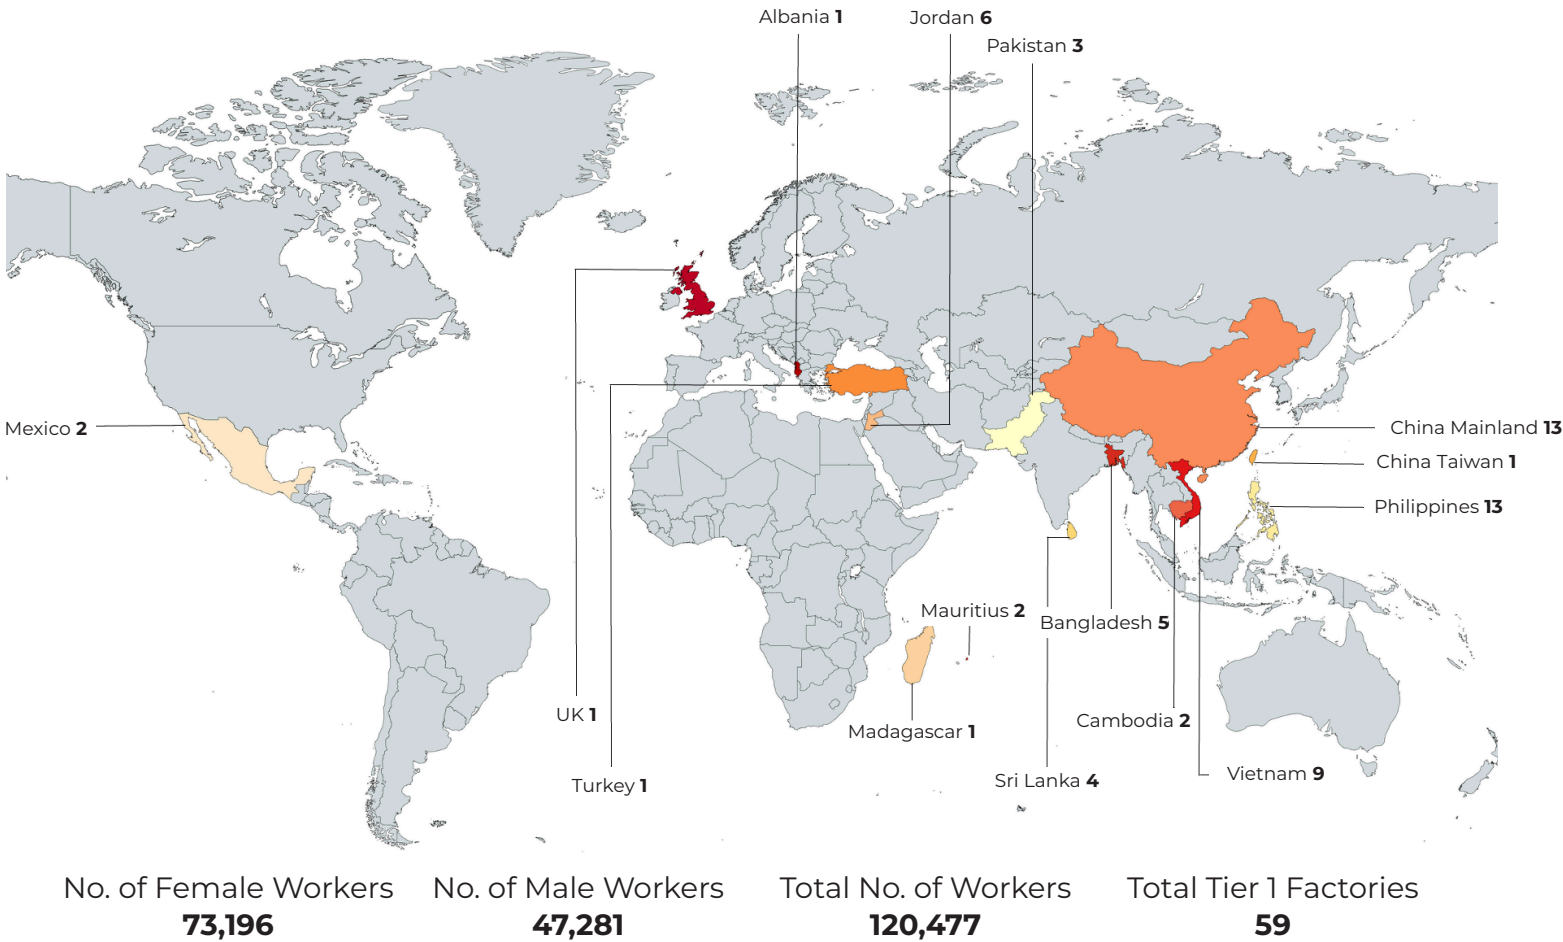 Albania 1
Jordan 6
Pakistan 3
Mexico 2
China Mainland 13
China Taiwan 1
Philippines 13
Mauritius 2
Bangladesh 5
UK 1
Cambodia 2
Madagascar 1
Turkey 1
Sri Lanka 4
Vietnam 9
No. of Female Workers
73,196
No. of Male Workers
47,281
Total No. of Workers
120,477
Total Tier 1 Factories
59